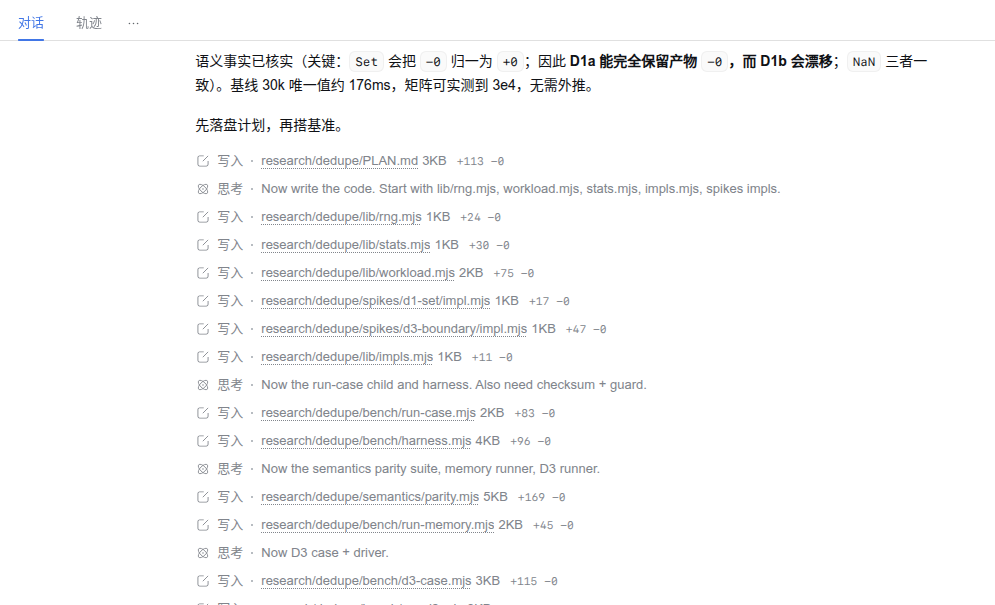 对话 轨迹 ...
语义事实已核实（关键：Set 会把 -0 归一为 +0；因此 D1a 能完全保留产物 -0，而 D1b 会漂移；NaN 三者一
致）。基线 30k 唯一值约 176ms，矩阵可实测到 3e4，无需外推。
先落盘计划，再搭基准。
写入 · research/dedupe/PLAN.md 3KB +113 -0
思考 · Now write the code. Start with lib/rng.mjs, workload.mjs, stats.mjs, impls.mjs, spikes impls.
写入 · research/dedupe/lib/rng.mjs 1KB +24 -0
写入 · research/dedupe/lib/stats.mjs 1KB +30 -0
写入 · research/dedupe/lib/workload.mjs 2KB +75 -0
写入 · research/dedupe/spikes/d1-set/impl.mjs 1KB +17 -0
写入 · research/dedupe/spikes/d3-boundary/impl.mjs 1KB +47 -0
写入 · research/dedupe/lib/impls.mjs 1KB +11 -0
思考 · Now the run-case child and harness. Also need checksum + guard.
写入 · research/dedupe/bench/run-case.mjs 2KB +83 -0
写入 · research/dedupe/bench/harness.mjs 4KB +96 -0
思考 · Now the semantics parity suite, memory runner, D3 runner.
写入 · research/dedupe/semantics/parity.mjs 5KB +169 -0
写入 · research/dedupe/bench/run-memory.mjs 2KB +45 -0
思考 · Now D3 case + driver.
写入 · research/dedupe/bench/d3-case.mjs 3KB +115 -0